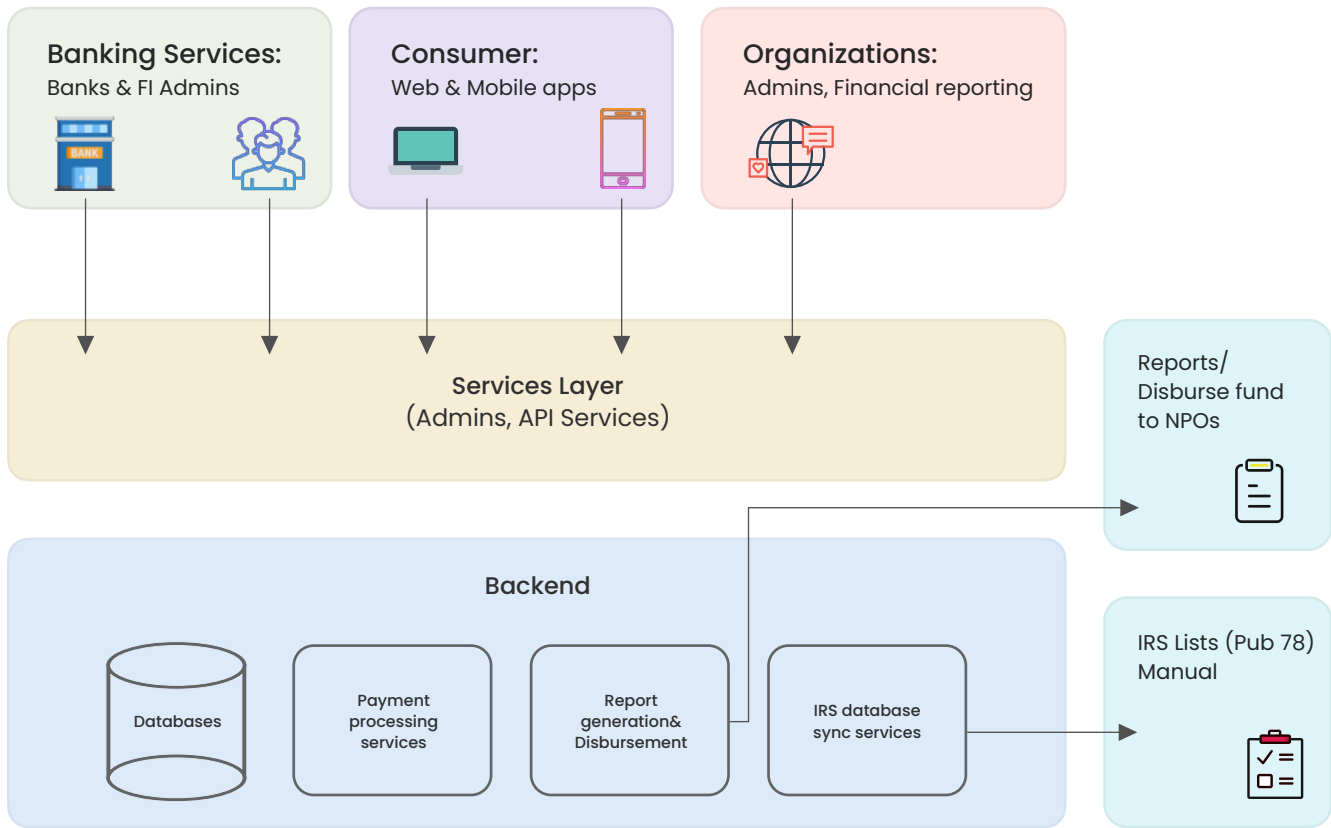 Banking Services:
Banks & FI Admins
BANK
Consumer:
Web & Mobile apps
Organizations:
Admins, Financial reporting
Services Layer
(Admins, API Services)
Reports/
Disburse fund
to NPOs
Backend
Databases
Payment
processing
services
Report
generation&
Disbursement
IRS database
sync services
IRS Lists (Pub 78)
Manual